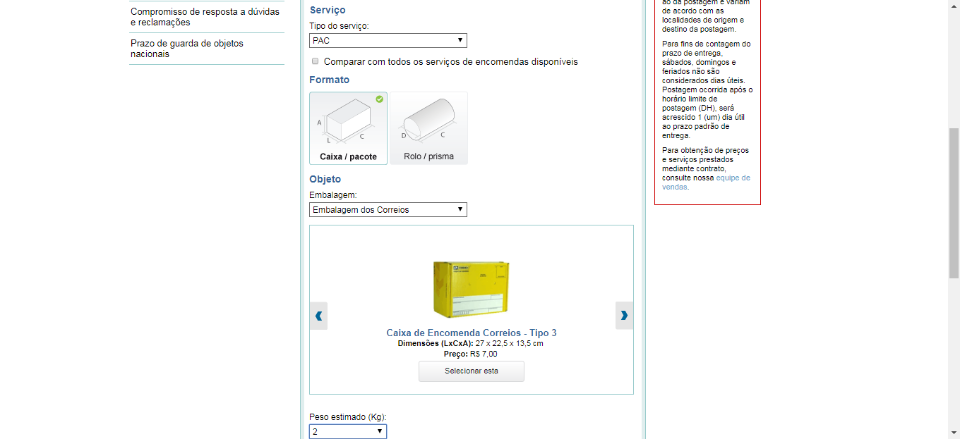 Compromisso de resposta a dúvidas
e reclamações
Prazo de guarda de objetos
nacionais
Serviço
Tipo do serviço:
PAC
Comparar com todos os serviços de encomendas disponíveis
Formato
A
L
C
Caixa / pacote
D
C
Rolo / prisma
Objeto
Embalagem:
Embalagem dos Correios
Caixa de Encomenda Correios - Tipo 3
Dimensões (LxCxA): 27 x 22,5 x 13,5 cm
Preço: R$ 7,00
Selecionar esta
Peso estimado (Kg):
2
ao da postagem e variam
de acordo com as
localidades de origem e
destino da postagem.
Para fins de contagem do
prazo de entrega,
sábados, domingos e
feriados não são
considerados dias úteis.
Postagem ocorrida após o
horário limite de
postagem (DH), será
acrescido 1 (um) dia útil
ao prazo padrão de
entrega.
Para obtenção de preços
e serviços prestados
mediante contrato,
consulte nossa equipe de
vendas.